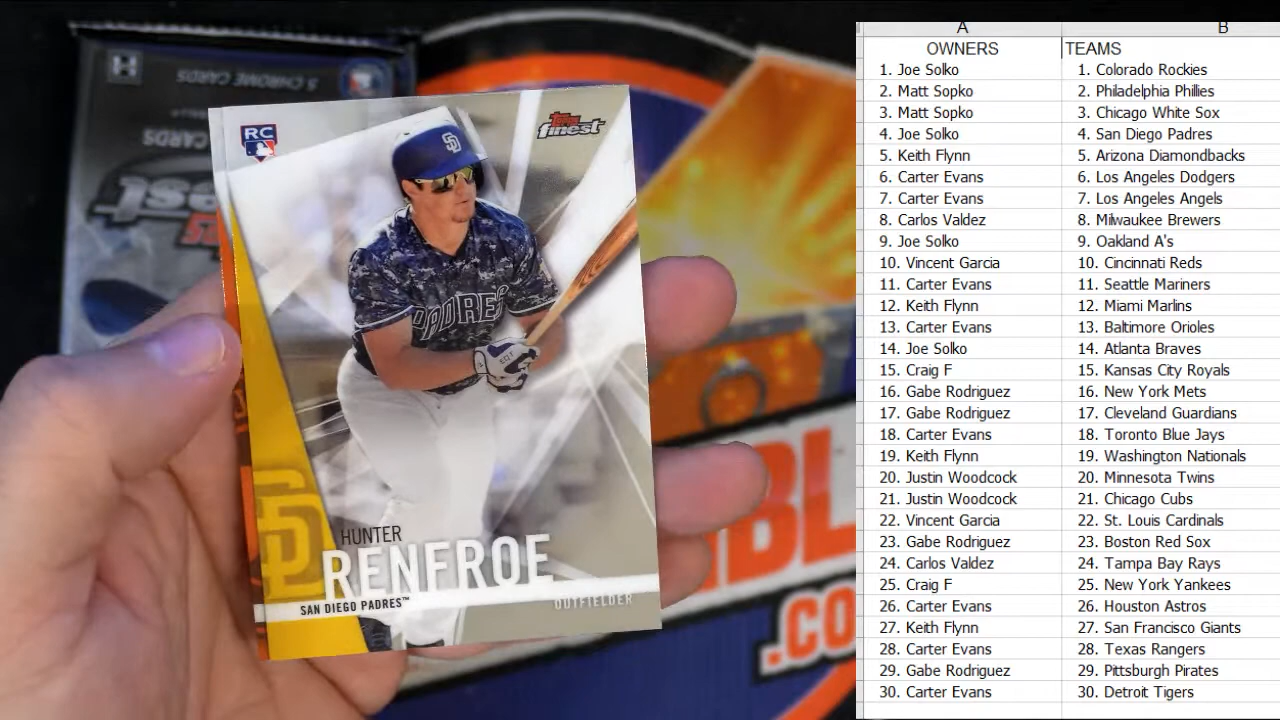 5 CHROME CARDS
CARDS
RC
Topps
finest
SD
PADRES
SD
HUNTER
RENFROE
SAN DIEGO PADRES™
OUTFIELDER
.CO
A B
OWNERS TEAMS
1. Joe Solko 1. Colorado Rockies
2. Matt Sopko 2. Philadelphia Phillies
3. Matt Sopko 3. Chicago White Sox
4. Joe Solko 4. San Diego Padres
5. Keith Flynn 5. Arizona Diamondbacks
6. Carter Evans 6. Los Angeles Dodgers
7. Carter Evans 7. Los Angeles Angels
8. Carlos Valdez 8. Milwaukee Brewers
9. Joe Solko 9. Oakland A's
10. Vincent Garcia 10. Cincinnati Reds
11. Carter Evans 11. Seattle Mariners
12. Keith Flynn 12. Miami Marlins
13. Carter Evans 13. Baltimore Orioles
14. Joe Solko 14. Atlanta Braves
15. Craig F 15. Kansas City Royals
16. Gabe Rodriguez 16. New York Mets
17. Gabe Rodriguez 17. Cleveland Guardians
18. Carter Evans 18. Toronto Blue Jays
19. Keith Flynn 19. Washington Nationals
20. Justin Woodcock 20. Minnesota Twins
21. Justin Woodcock 21. Chicago Cubs
22. Vincent Garcia 22. St. Louis Cardinals
23. Gabe Rodriguez 23. Boston Red Sox
24. Carlos Valdez 24. Tampa Bay Rays
25. Craig F 25. New York Yankees
26. Carter Evans 26. Houston Astros
27. Keith Flynn 27. San Francisco Giants
28. Carter Evans 28. Texas Rangers
29. Gabe Rodriguez 29. Pittsburgh Pirates
30. Carter Evans 30. Detroit Tigers